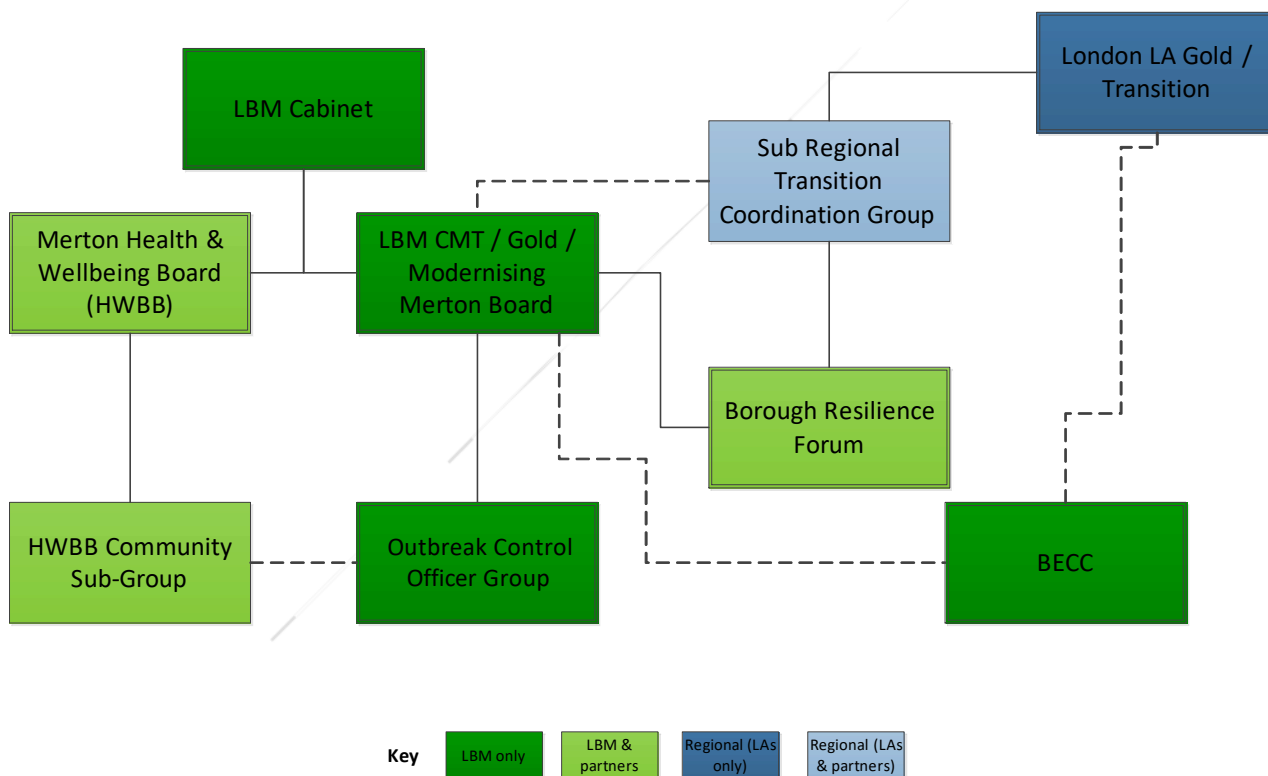 London LA Gold /
Transition
LBM Cabinet
Sub Regional
Transition
Coordination Group
Merton Health &
Wellbeing Board
(HWBB)
LBM CMT / Gold /
Modernising
Merton Board
Borough Resilience
Forum
HWBB Community
Sub-Group
Outbreak Control
Officer Group
BECC
Key
LBM only
LBM &
partners
Regional (LAs
only)
Regional (LAs
& partners)